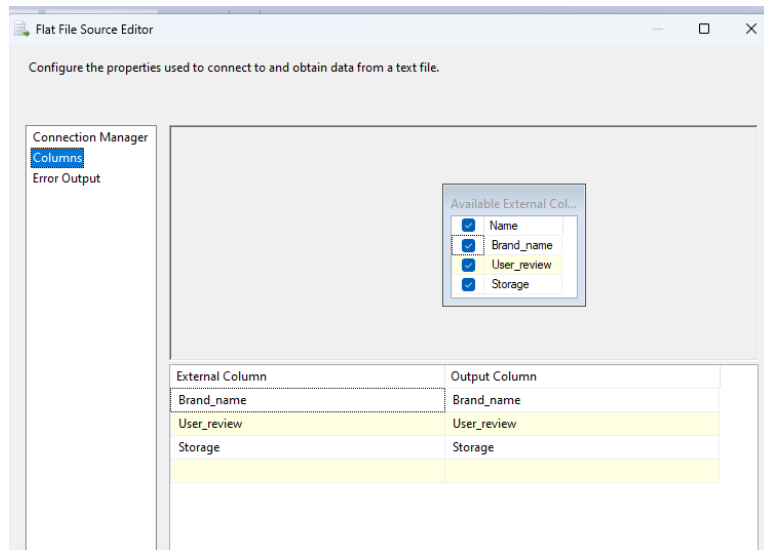 Flat File Source Editor
Configure the properties used to connect to and obtain data from a text file.
Connection Manager
Columns
Error Output
Available External Col...
Name
Brand_name
User_review
Storage
External Column Output Column
Brand_name Brand_name
User_review User_review
Storage Storage